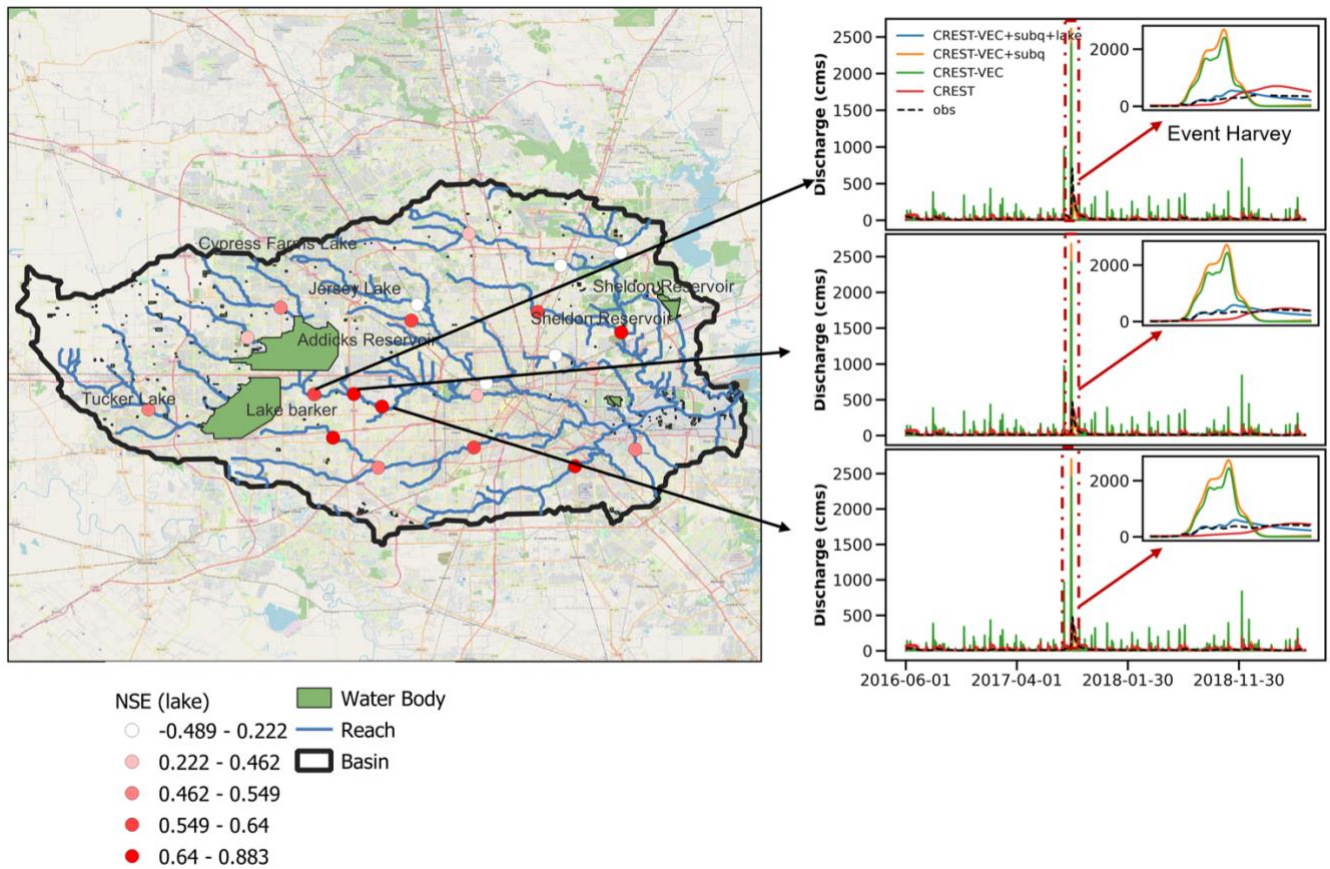 Cypress Farms Lake
Jersey Lake
Sheldon Reservoir
Sheldon Reservoir
Addicks Reservoir
Tucker Lake
Lake barker
NSE (lake)
-0.489 - 0.222
0.222 - 0.462
0.462 - 0.549
0.549 - 0.64
0.64 - 0.883
Water Body
Reach
Basin
Discharge (cms)
2500
2000
1500
1000
500
0
CREST-VEC+subq+lake
CREST-VEC+subq
CREST-VEC
CREST
obs
2000
0
Event Harvey
Discharge (cms)
2500
2000
1500
1000
500
0
2000
0
Discharge (cms)
2500
2000
1500
1000
500
0
2000
0
2016-06-01
2017-04-01
2018-01-30
2018-11-30